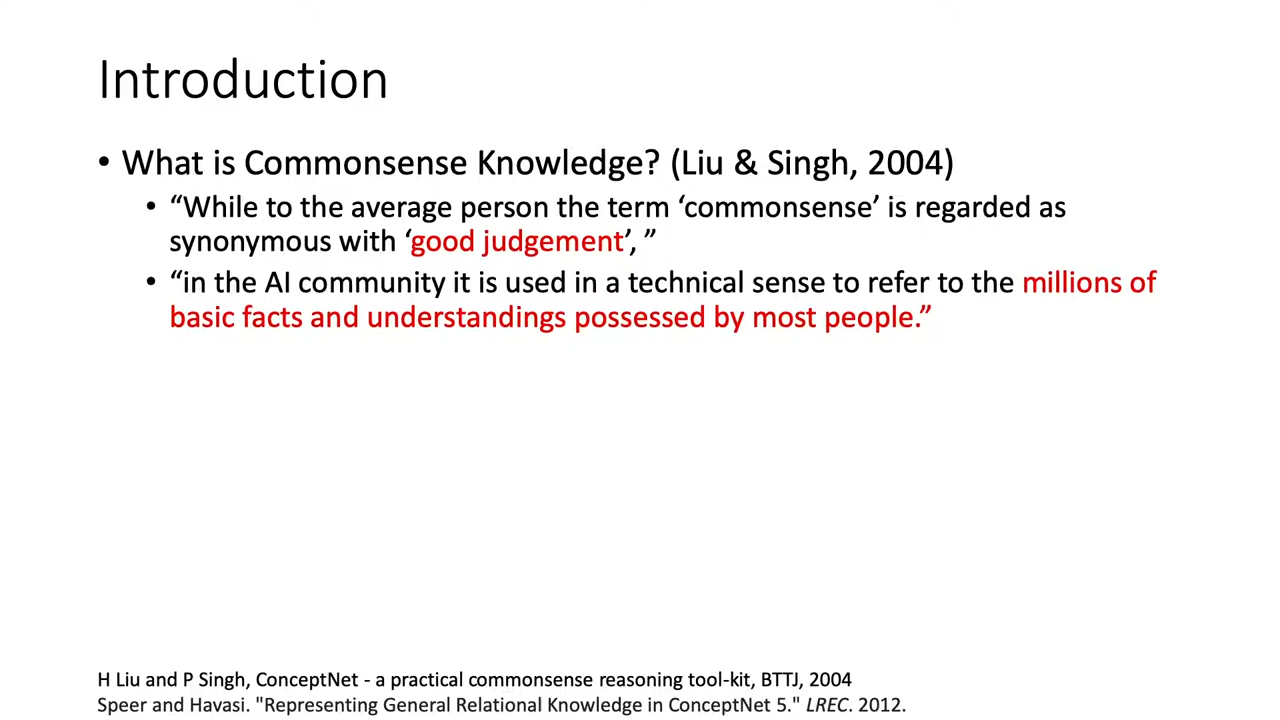 Introduction
• What is Commonsense Knowledge? (Liu & Singh, 2004)
• “While to the average person the term ‘commonsense’ is regarded as
synonymous with ‘good judgement’, ”
• “in the AI community it is used in a technical sense to refer to the millions of
basic facts and understandings possessed by most people.”
H Liu and P Singh, ConceptNet - a practical commonsense reasoning tool-kit, BTTJ, 2004
Speer and Havasi. "Representing General Relational Knowledge in ConceptNet 5." LREC. 2012.